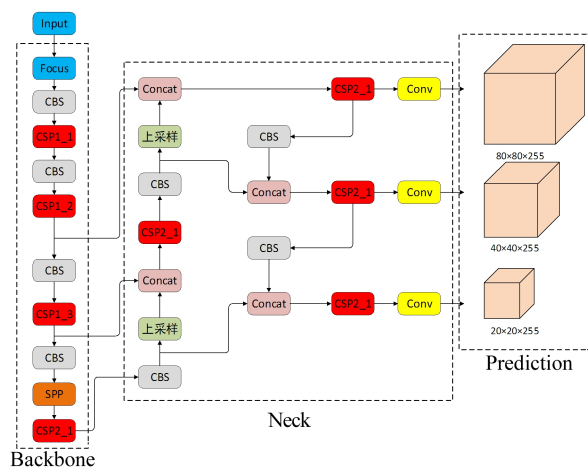 Input
Focus
CBS
CSP1_1
CBS
CSP1_2
CBS
CSP1_3
CBS
SPP
CSP2_1
Backbone
Concat
上采样
CBS
CSP2_1
Concat
上采样
CBS
CSP2_1
Conv
CBS
Concat
CSP2_1
Conv
CBS
Concat
CSP2_1
Conv
Neck
80×80×255
40×40×255
20×20×255
Prediction